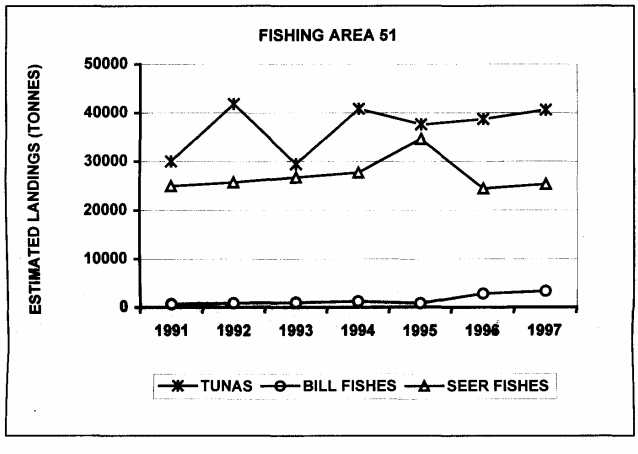 FISHING AREA 51
ESTIMATED LANDINGS (TONNES)
50000
40000
30000
20000
10000
0
1991 1992 1993 1994 1995 1996 1997
TUNAS BILL FISHES SEER FISHES